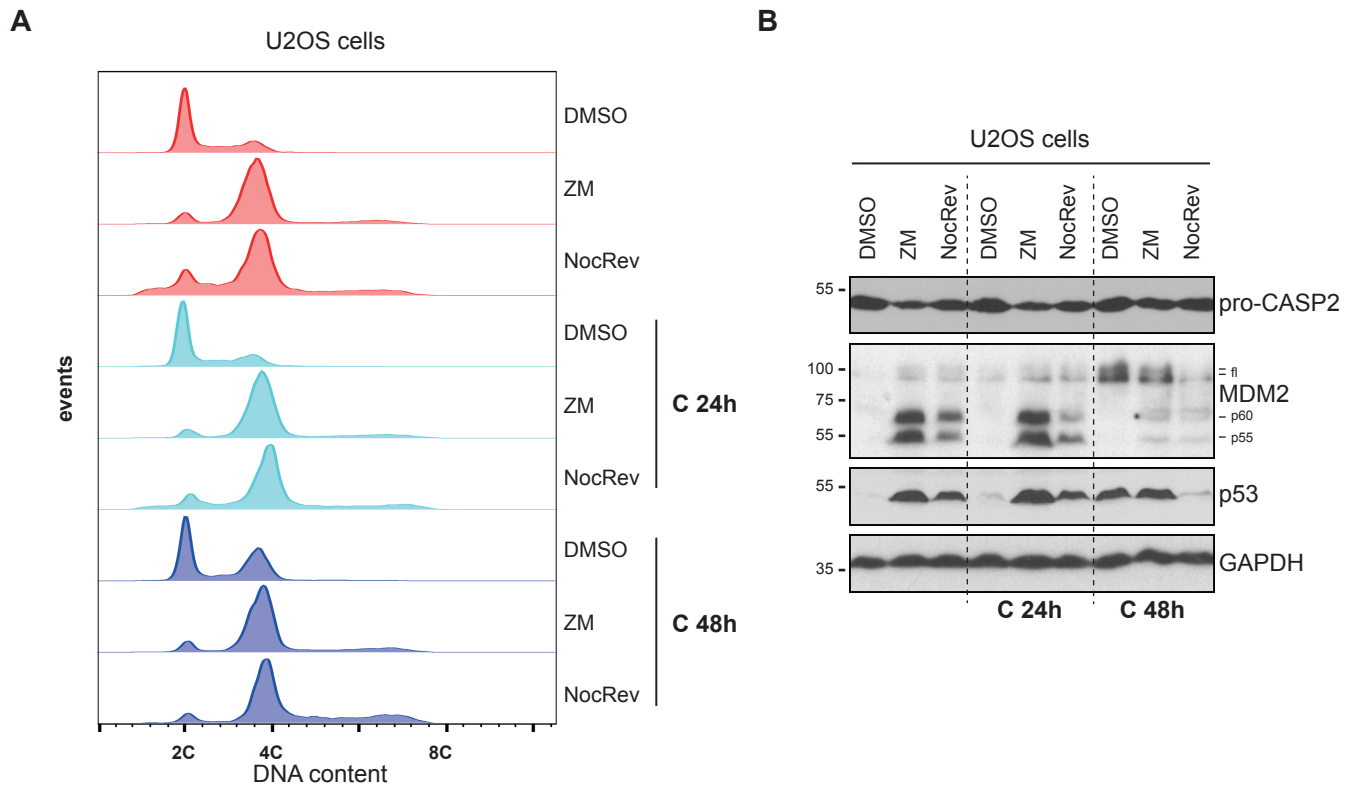 A
U2OS cells
DMSO
ZM
NocRev
DMSO
ZM
NocRev
DMSO
ZM
NocRev
C 24h
C 48h
events
2C 4C 8C
DNA content
B
U2OS cells
DMSO ZM NocRev DMSO ZM NocRev DMSO ZM NocRev
55 pro-CASP2
100 fl
75 MDM2
p60
55 p55
55 p53
35 GAPDH
C 24h C 48h